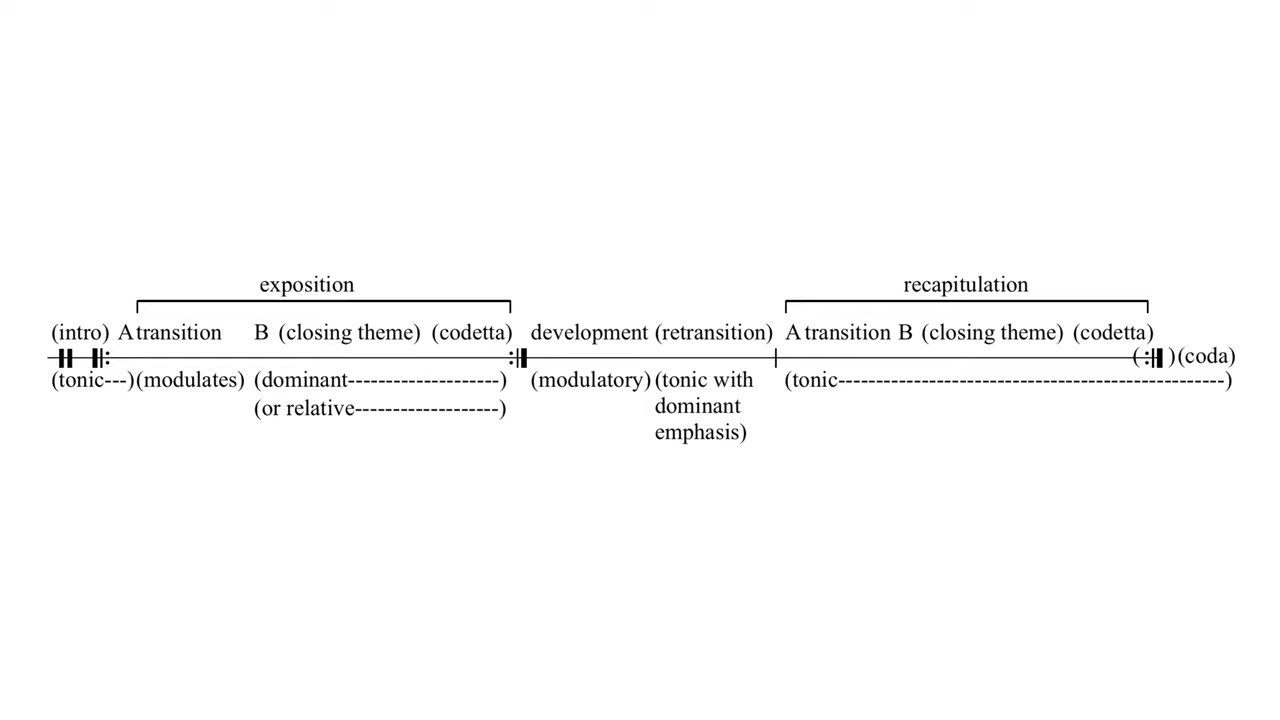 exposition recapitulation
(intro) A transition B (closing theme) (codetta) development (retransition) A transition B (closing theme) (codetta)
( ) (coda)
(tonic---) (modulates) (dominant--------------------) (modulatory) (tonic with (tonic---------------------------------------------------)
(or relative-------------------) dominant
emphasis)